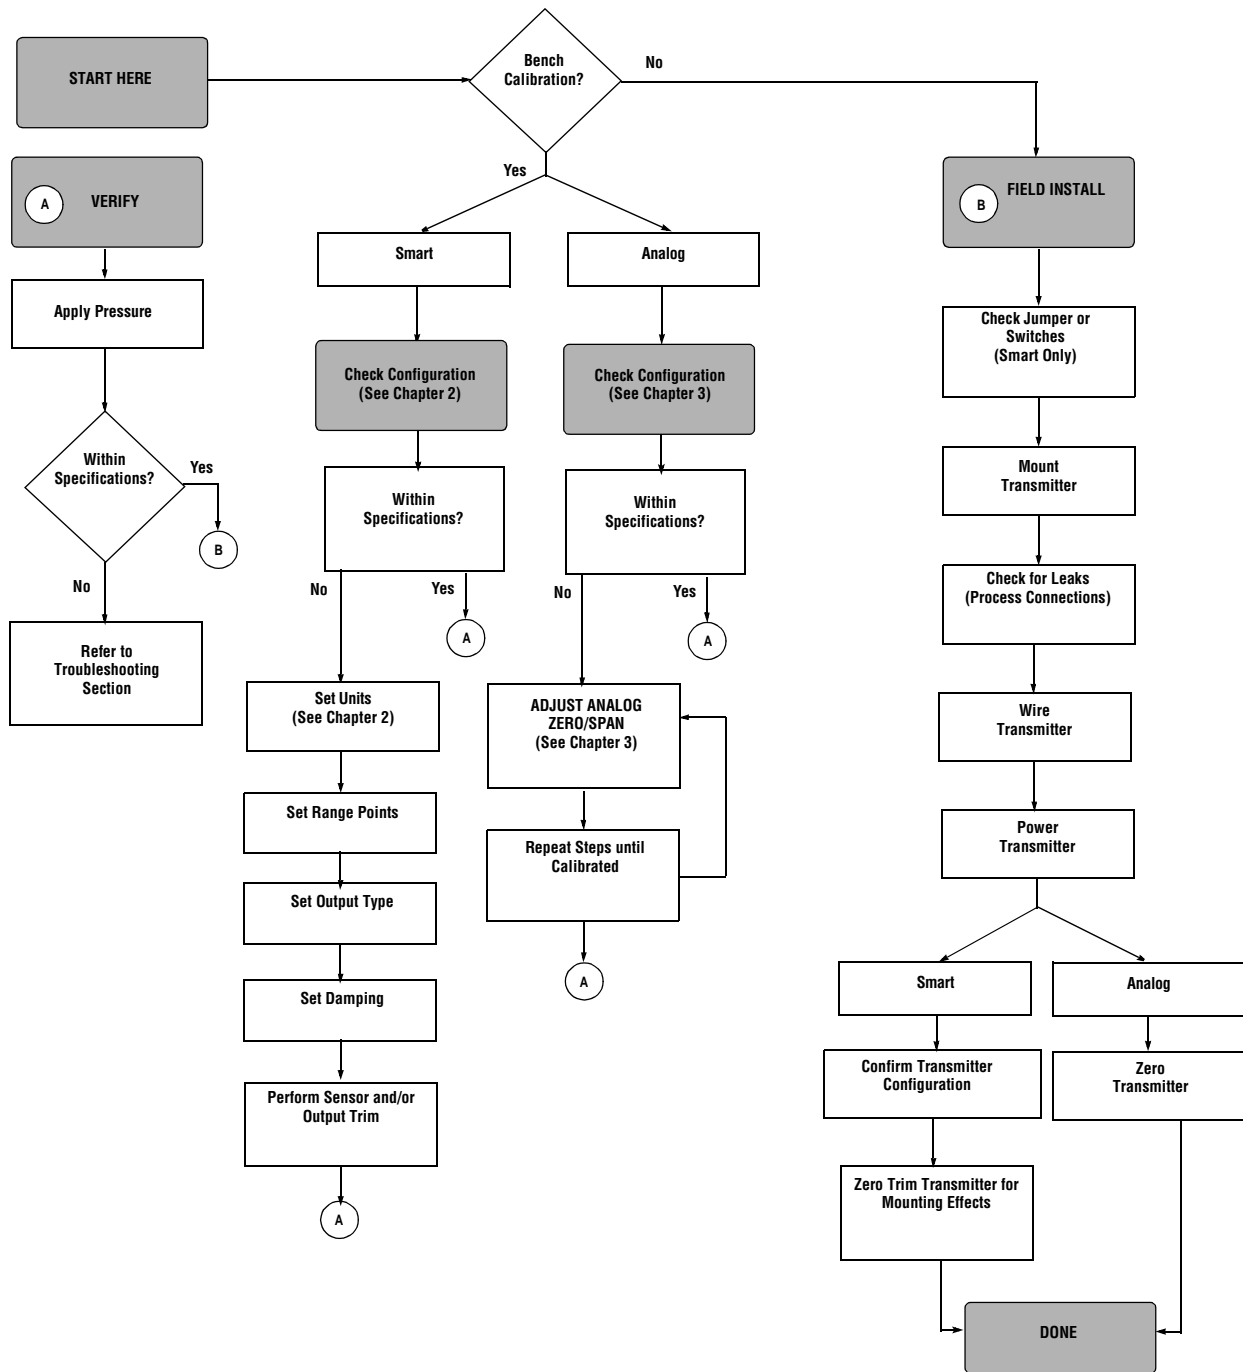 START HERE
Bench
Calibration?
No
Yes
A
VERIFY
Apply Pressure
Within
Specifications?
Yes
B
No
Refer to
Troubleshooting
Section
Smart
Check Configuration
(See Chapter 2)
Within
Specifications?
No
Yes
A
Set Units
(See Chapter 2)
Set Range Points
Set Output Type
Set Damping
Perform Sensor and/or
Output Trim
A
Analog
Check Configuration
(See Chapter 3)
Within
Specifications?
No
Yes
A
ADJUST ANALOG
ZERO/SPAN
(See Chapter 3)
Repeat Steps until
Calibrated
A
B
FIELD INSTALL
Check Jumper or
Switches
(Smart Only)
Mount
Transmitter
Check for Leaks
(Process Connections)
Wire
Transmitter
Power
Transmitter
Smart
Confirm Transmitter
Configuration
Zero Trim Transmitter for
Mounting Effects
Analog
Zero
Transmitter
DONE